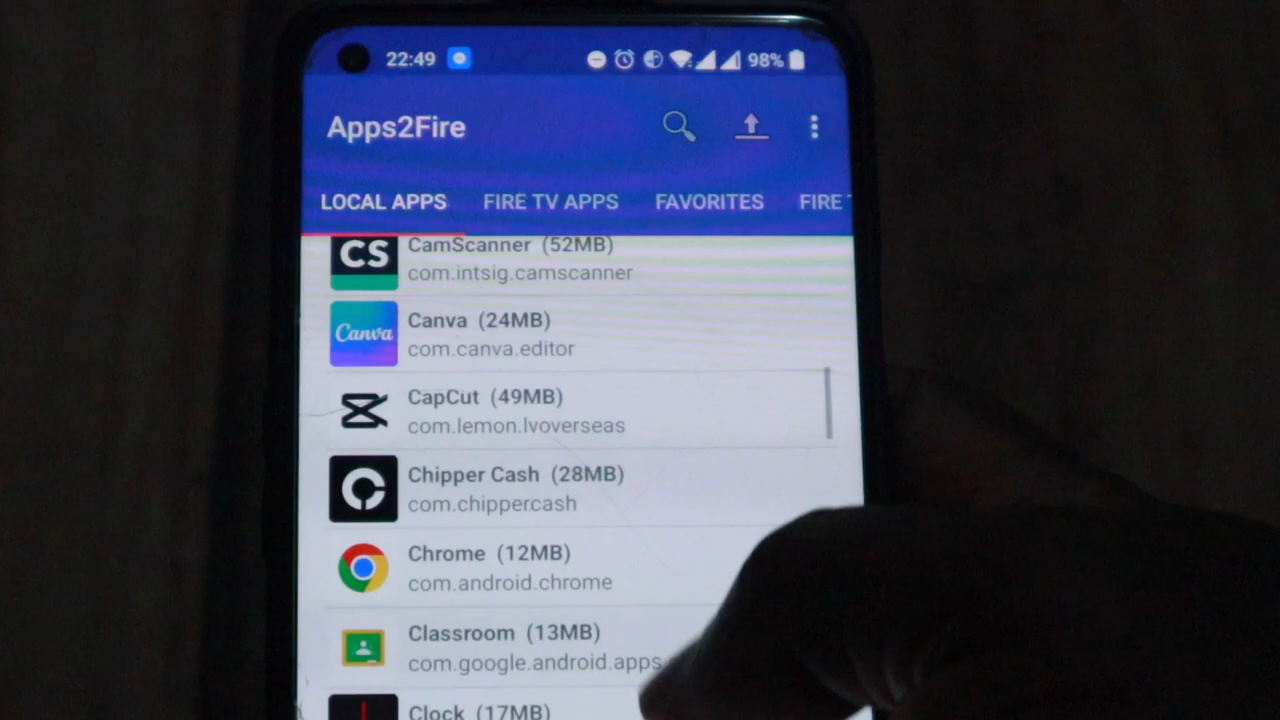 22:49 98%
Apps2Fire
LOCAL APPS FIRE TV APPS FAVORITES FIRE
CS CamScanner (52MB)
com.intsig.camscanner
Canva Canva (24MB)
com.canva.editor
CapCut (49MB)
com.lemon.lvoverseas
Chipper Cash (28MB)
com.chippercash
Chrome (12MB)
com.android.chrome
Classroom (13MB)
com.google.android.apps
Clock (17MB)